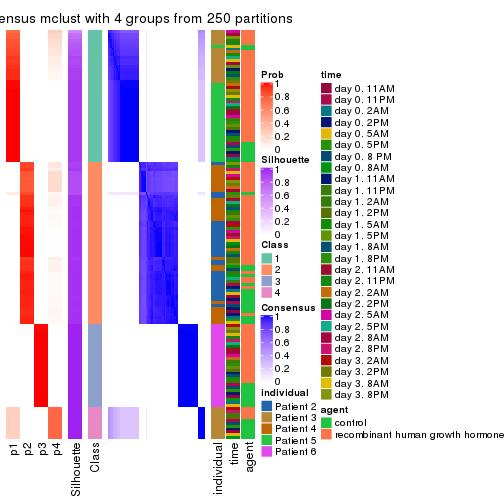 ensus mclust with 4 groups from 250 partitions
Prob
1
0.8
0.6
0.4
0.2
0
Silhouette
1
0.8
0.6
0.4
0.2
0
Class
1
2
3
4
Consensus
1
0.8
0.6
0.4
0.2
0
individual
Patient 2
Patient 3
Patient 4
Patient 5
Patient 6
time
day 0. 11AM
day 0. 11PM
day 0. 2AM
day 0. 2PM
day 0. 5AM
day 0. 5PM
day 0. 8 PM
day 0. 8AM
day 1. 11AM
day 1. 11PM
day 1. 2AM
day 1. 2PM
day 1. 5AM
day 1. 5PM
day 1. 8AM
day 1. 8PM
day 2. 11AM
day 2. 11PM
day 2. 2AM
day 2. 2PM
day 2. 5AM
day 2. 5PM
day 2. 8AM
day 2. 8PM
day 3. 2AM
day 3. 2PM
day 3. 8AM
day 3. 8PM
agent
control
recombinant human growth hormone
p1
p2
p3
p4
Silhouette
Class
individual
time
agent